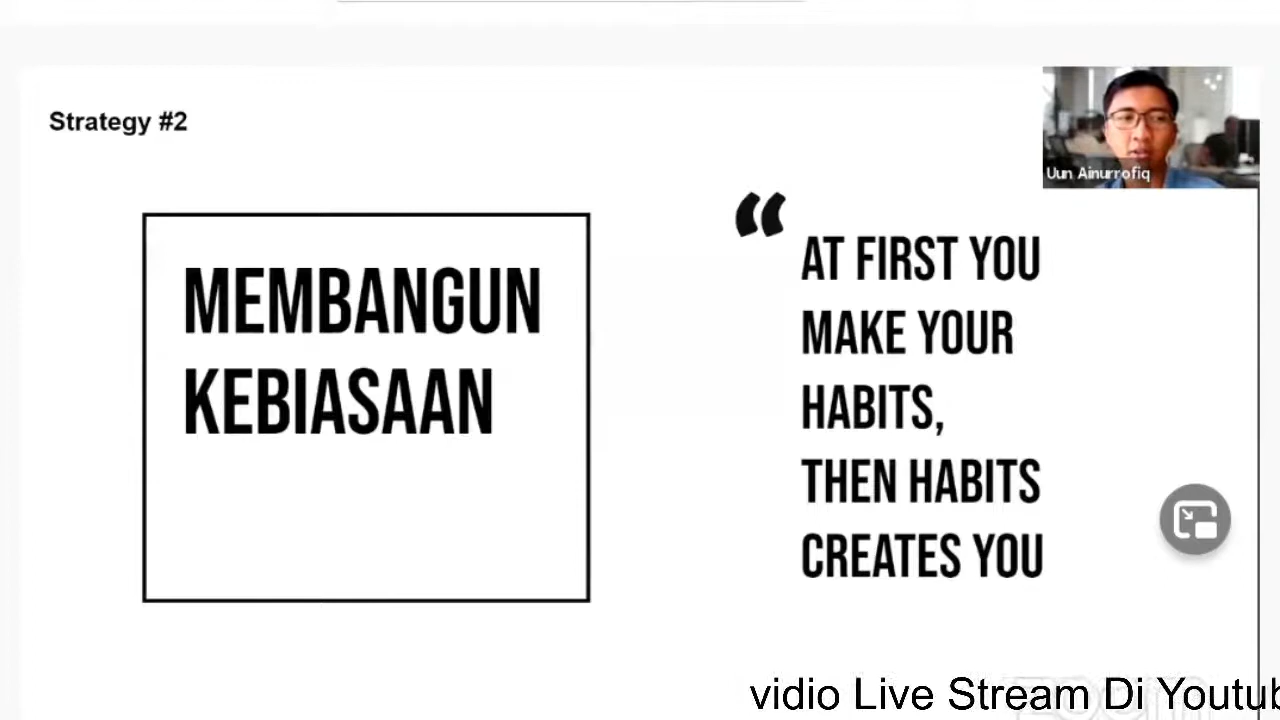 Strategy #2
Uun Ainurrofiq
MEMBANGUN
KEBIASAAN
“
AT FIRST YOU
MAKE YOUR
HABITS,
THEN HABITS
CREATES YOU
vidio Live Stream Di Youtub